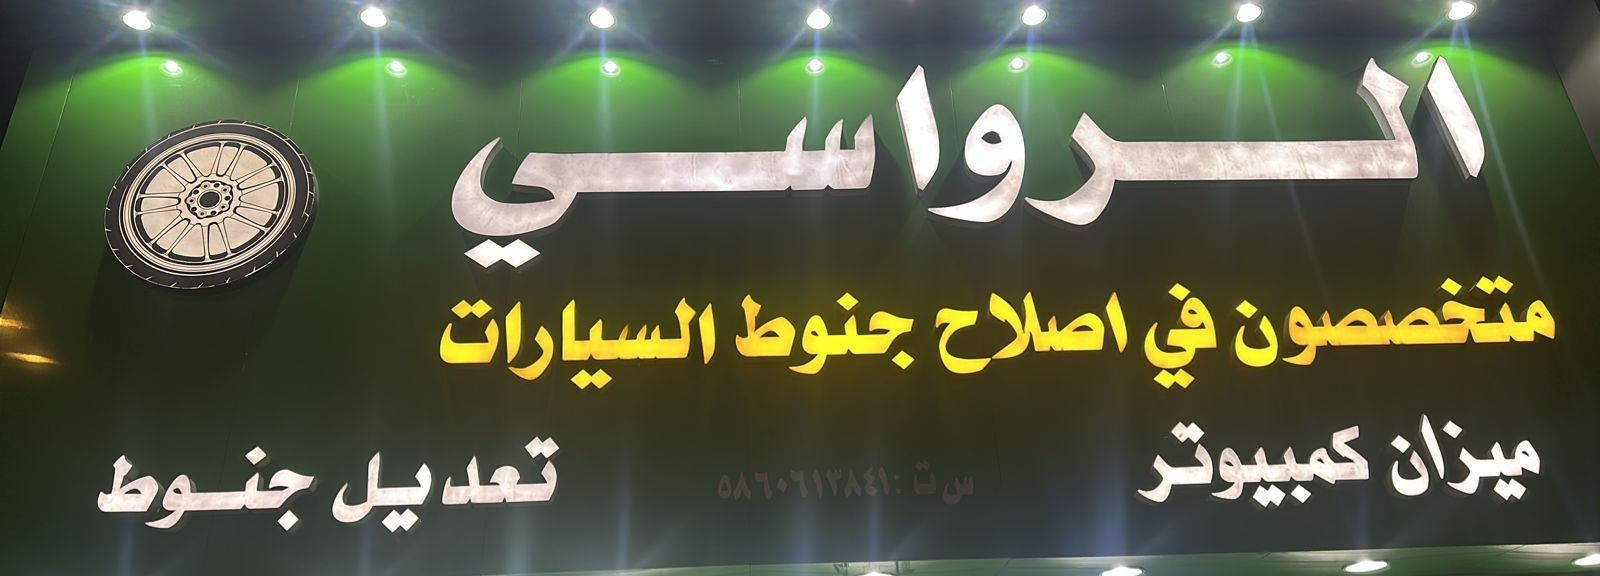 الرواسي
متخصصون في اصلاح جنوط السيارات
ميزان كمبيوتر
س ت : ٥٨٦٠٦١٣٨٤١
تعديل جنوط